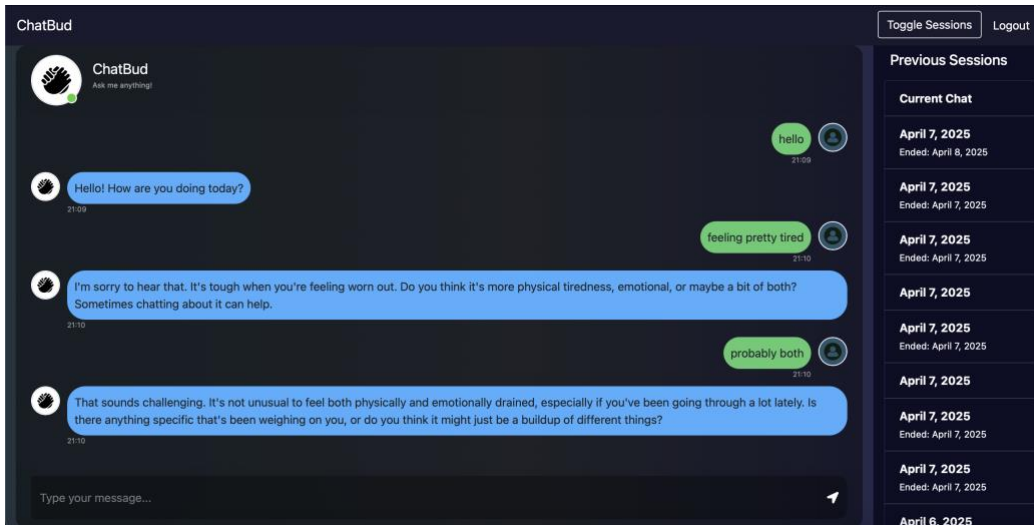 ChatBud
Toggle Sessions
Logout
ChatBud
Ask me anything!
hello
21:09
Hello! How are you doing today?
21:09
feeling pretty tired
21:10
I'm sorry to hear that. It's tough when you're feeling worn out. Do you think it's more physical tiredness, emotional, or maybe a bit of both?
Sometimes chatting about it can help.
21:10
probably both
21:10
That sounds challenging. It's not unusual to feel both physically and emotionally drained, especially if you've been going through a lot lately. Is
there anything specific that's been weighing on you, or do you think it might just be a buildup of different things?
21:10
Type your message...
Previous Sessions
Current Chat
April 7, 2025
Ended: April 8, 2025
April 7, 2025
Ended: April 7, 2025
April 7, 2025
Ended: April 7, 2025
April 7, 2025
April 7, 2025
Ended: April 7, 2025
April 7, 2025
April 7, 2025
Ended: April 7, 2025
April 7, 2025
Ended: April 7, 2025
April 6, 2025